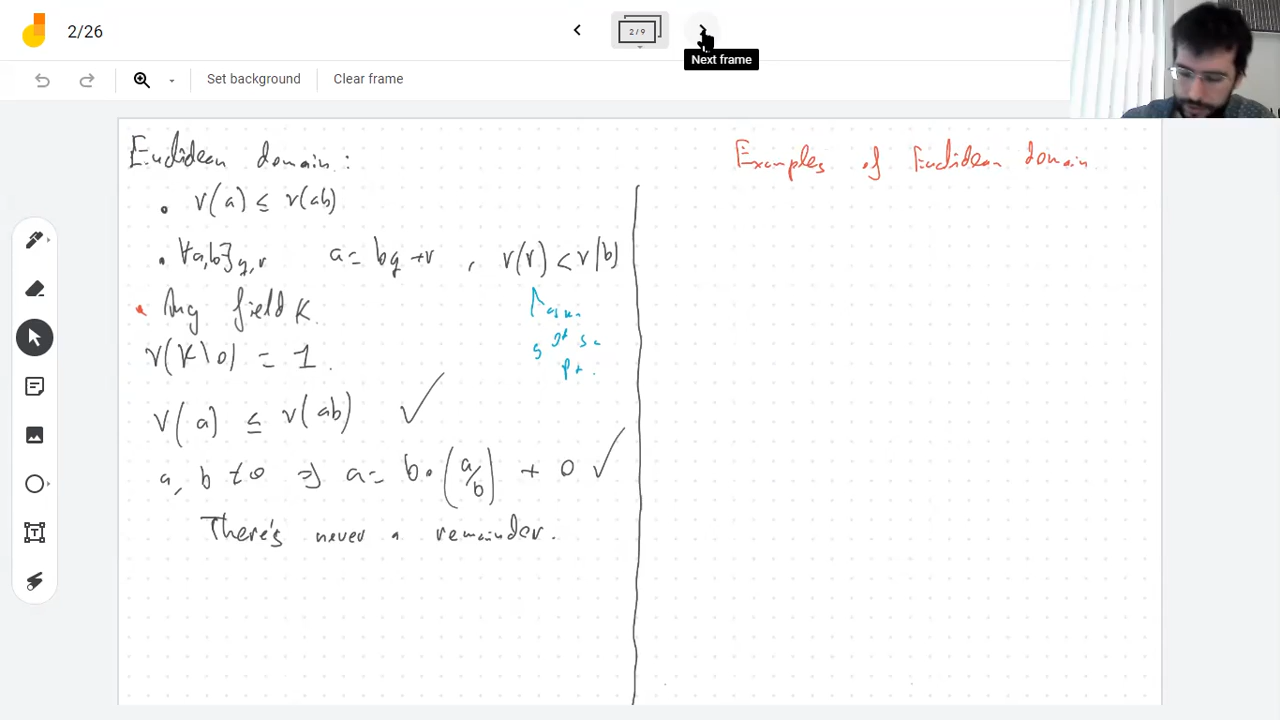 2/26
2/9
Next frame
Set background
Clear frame
Euclidean domain :
• v(a) ≤ v(ab)
• ∀a,b ∃q,r a = bq + r , v(r) < v(b)
• Any field K.
v(K\0) = 1.
v(a) ≤ v(ab) ✓
a, b ≠ 0 ⇒ a = b·(a/b) + 0 ✓
There's never a remainder.
Examples of Euclidean domain